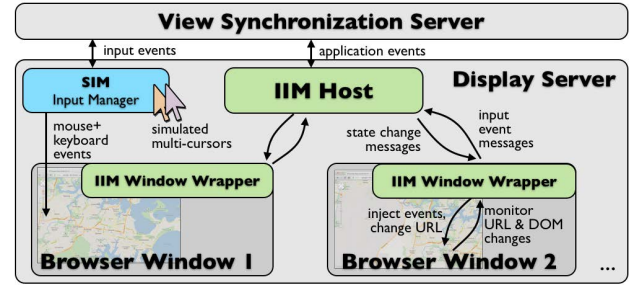 View Synchronization Server
input events
application events
SIM
Input Manager
IIM Host
Display Server
mouse+
keyboard
events
simulated
multi-cursors
state change
messages
input
event
messages
IIM Window Wrapper
IIM Window Wrapper
inject events,
change URL
monitor
URL & DOM
changes
Browser Window 1
Browser Window 2
...